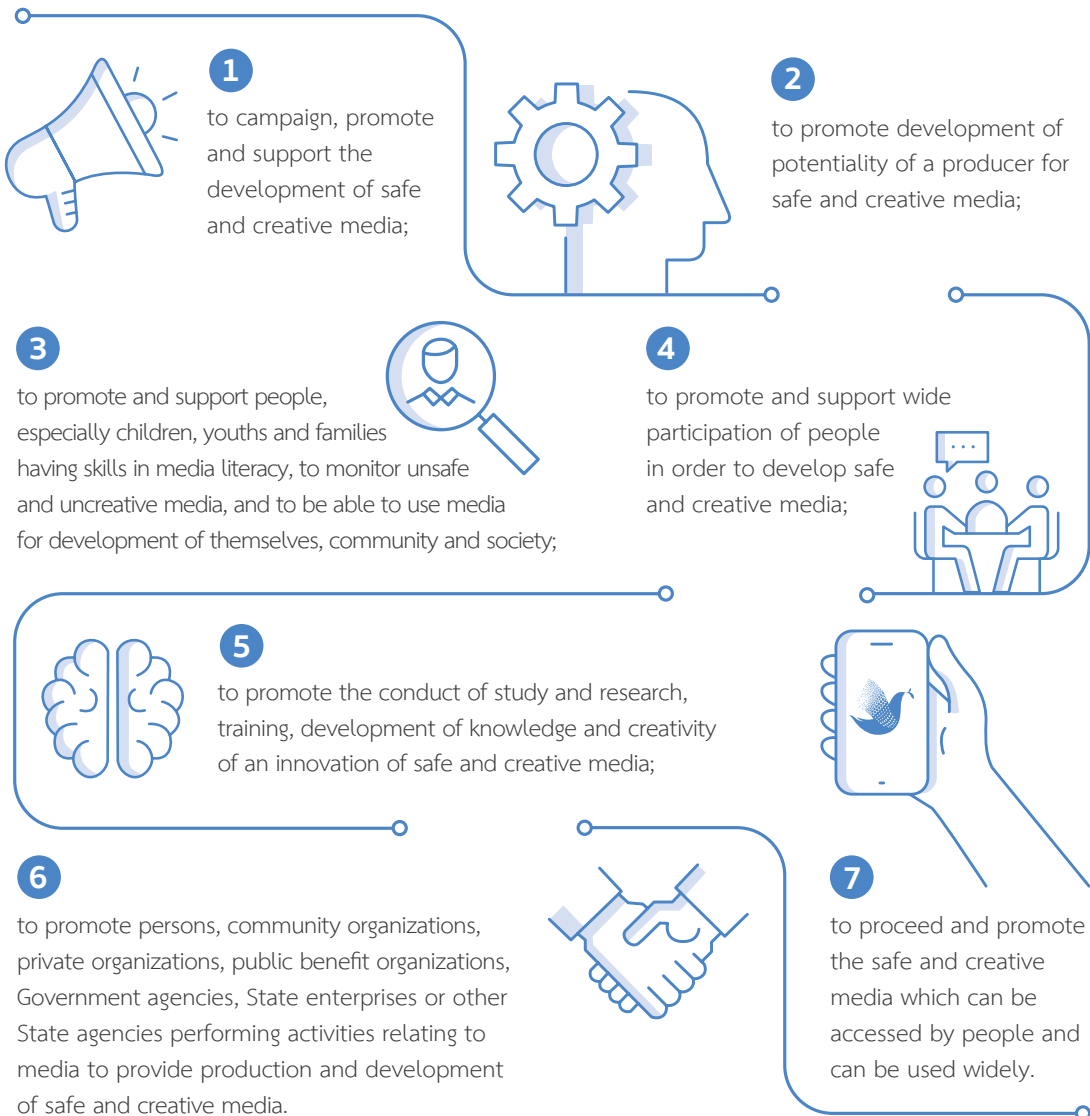 1
to campaign, promote
and support the
development of safe
and creative media;
2
to promote development of
potentiality of a producer for
safe and creative media;
3
to promote and support people,
especially children, youths and families
having skills in media literacy, to monitor unsafe
and uncreative media, and to be able to use media
for development of themselves, community and society;
4
to promote and support wide
participation of people
in order to develop safe
and creative media;
5
to promote the conduct of study and research,
training, development of knowledge and creativity
of an innovation of safe and creative media;
6
to promote persons, community organizations,
private organizations, public benefit organizations,
Government agencies, State enterprises or other
State agencies performing activities relating to
media to provide production and development
of safe and creative media.
7
to proceed and promote
the safe and creative
media which can be
accessed by people and
can be used widely.